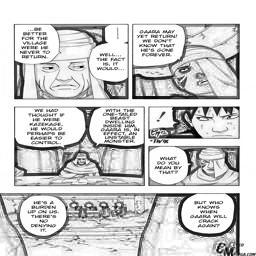 GAARA MAY
YET RETURN!
WE DON'T
KNOW THAT
HE'S GONE
FOREVER.
!
WELL...
THE FACT
IS, IT
WOULD...
...BE
BETTER
FOR THE
VILLAGE
WERE HE
NEVER TO
RETURN.
!
WITH THE
ONE-TAILED
BEAST
DWELLING
INSIDE HIM,
GAARA IS, IN
EFFECT, AN
UNSTABLE
MONSTER.
WE HAD
THOUGHT
IF HE WERE
KAZEKAGE,
HE WOULD
PERHAPS BE
EASIER TO
CONTROL.
WHAT DO
YOU MEAN
BY THAT?
BUT WHO
KNOWS
WHEN
GAARA WILL
CRACK
AGAIN?
HE'S A
BURDEN
UP ON US.
THERE'S
NO
DENYING
IT.